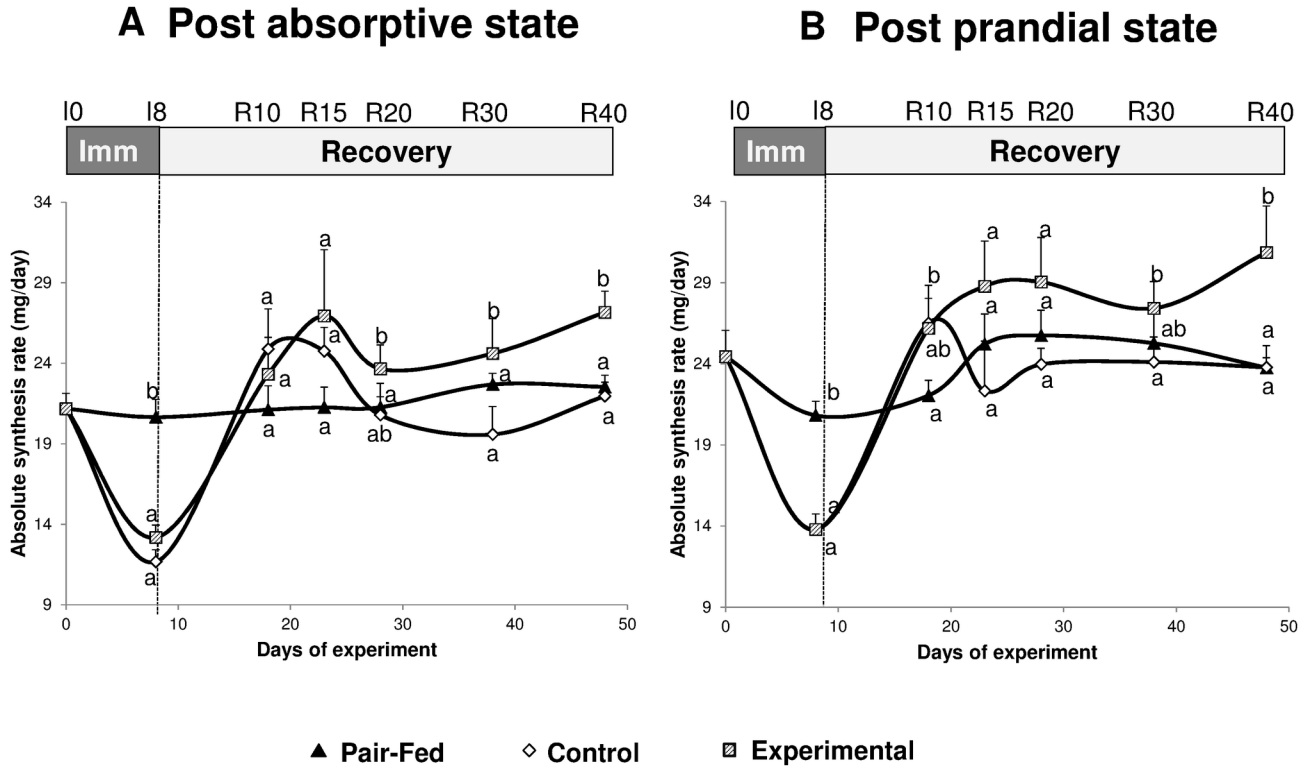 A Post absorptive state
I0 I8 R10 R15 R20 R30 R40
Imm Recovery
Absolute synthesis rate (mg/day)
34
29
24
19
14
9
a
a
b
b
b
a
a
a
b
a
a
a
a
ab
a
a
a
a
0 10 20 30 40 50
Days of experiment
B Post prandial state
I0 I8 R10 R15 R20 R30 R40
Imm Recovery
Absolute synthesis rate (mg/day)
34
29
24
19
14
9
b
a
a
b
b
a
a
ab
a
ab
b
a
a
a
a
a
a
a
0 10 20 30 40 50
Days of experiment
Pair-Fed Control Experimental